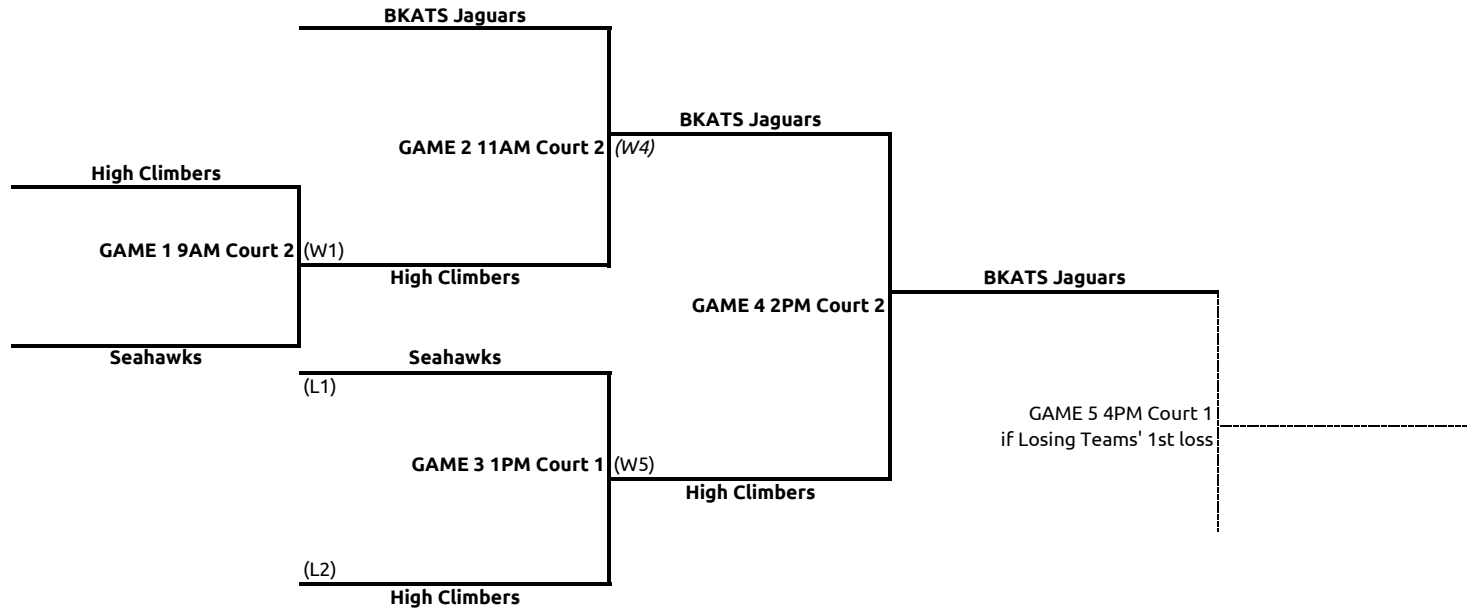 BKATS Jaguars
BKATS Jaguars
GAME 2 11AM Court 2 (W4)
High Climbers
GAME 1 9AM Court 2 (W1)
High Climbers
BKATS Jaguars
GAME 4 2PM Court 2
Seahawks
Seahawks
(L1)
GAME 5 4PM Court 1
if Losing Teams' 1st loss
GAME 3 1PM Court 1 (W5)
High Climbers
(L2)
High Climbers